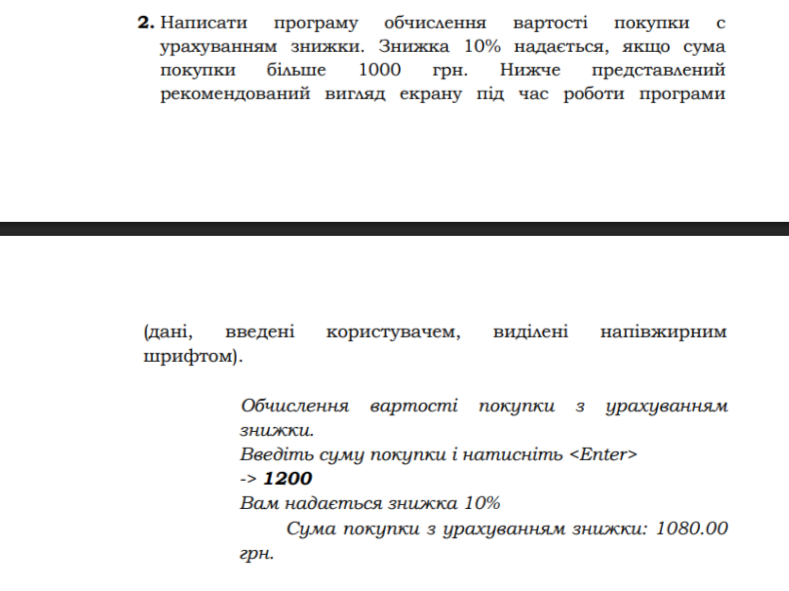 2. Написати програму обчислення вартості покупки с
урахуванням знижки. Знижка 10% надається, якщо сума
покупки більше 1000 грн. Нижче представлений
рекомендований вигляд екрану під час роботи програми
(дані, введені користувачем, виділені напівжирним
шрифтом).
Обчислення вартості покупки з урахуванням
знижки.
Введіть суму покупки і натисніть <Enter>
-> 1200
Вам надається знижка 10%
Сума покупки з урахуванням знижки: 1080.00
грн.